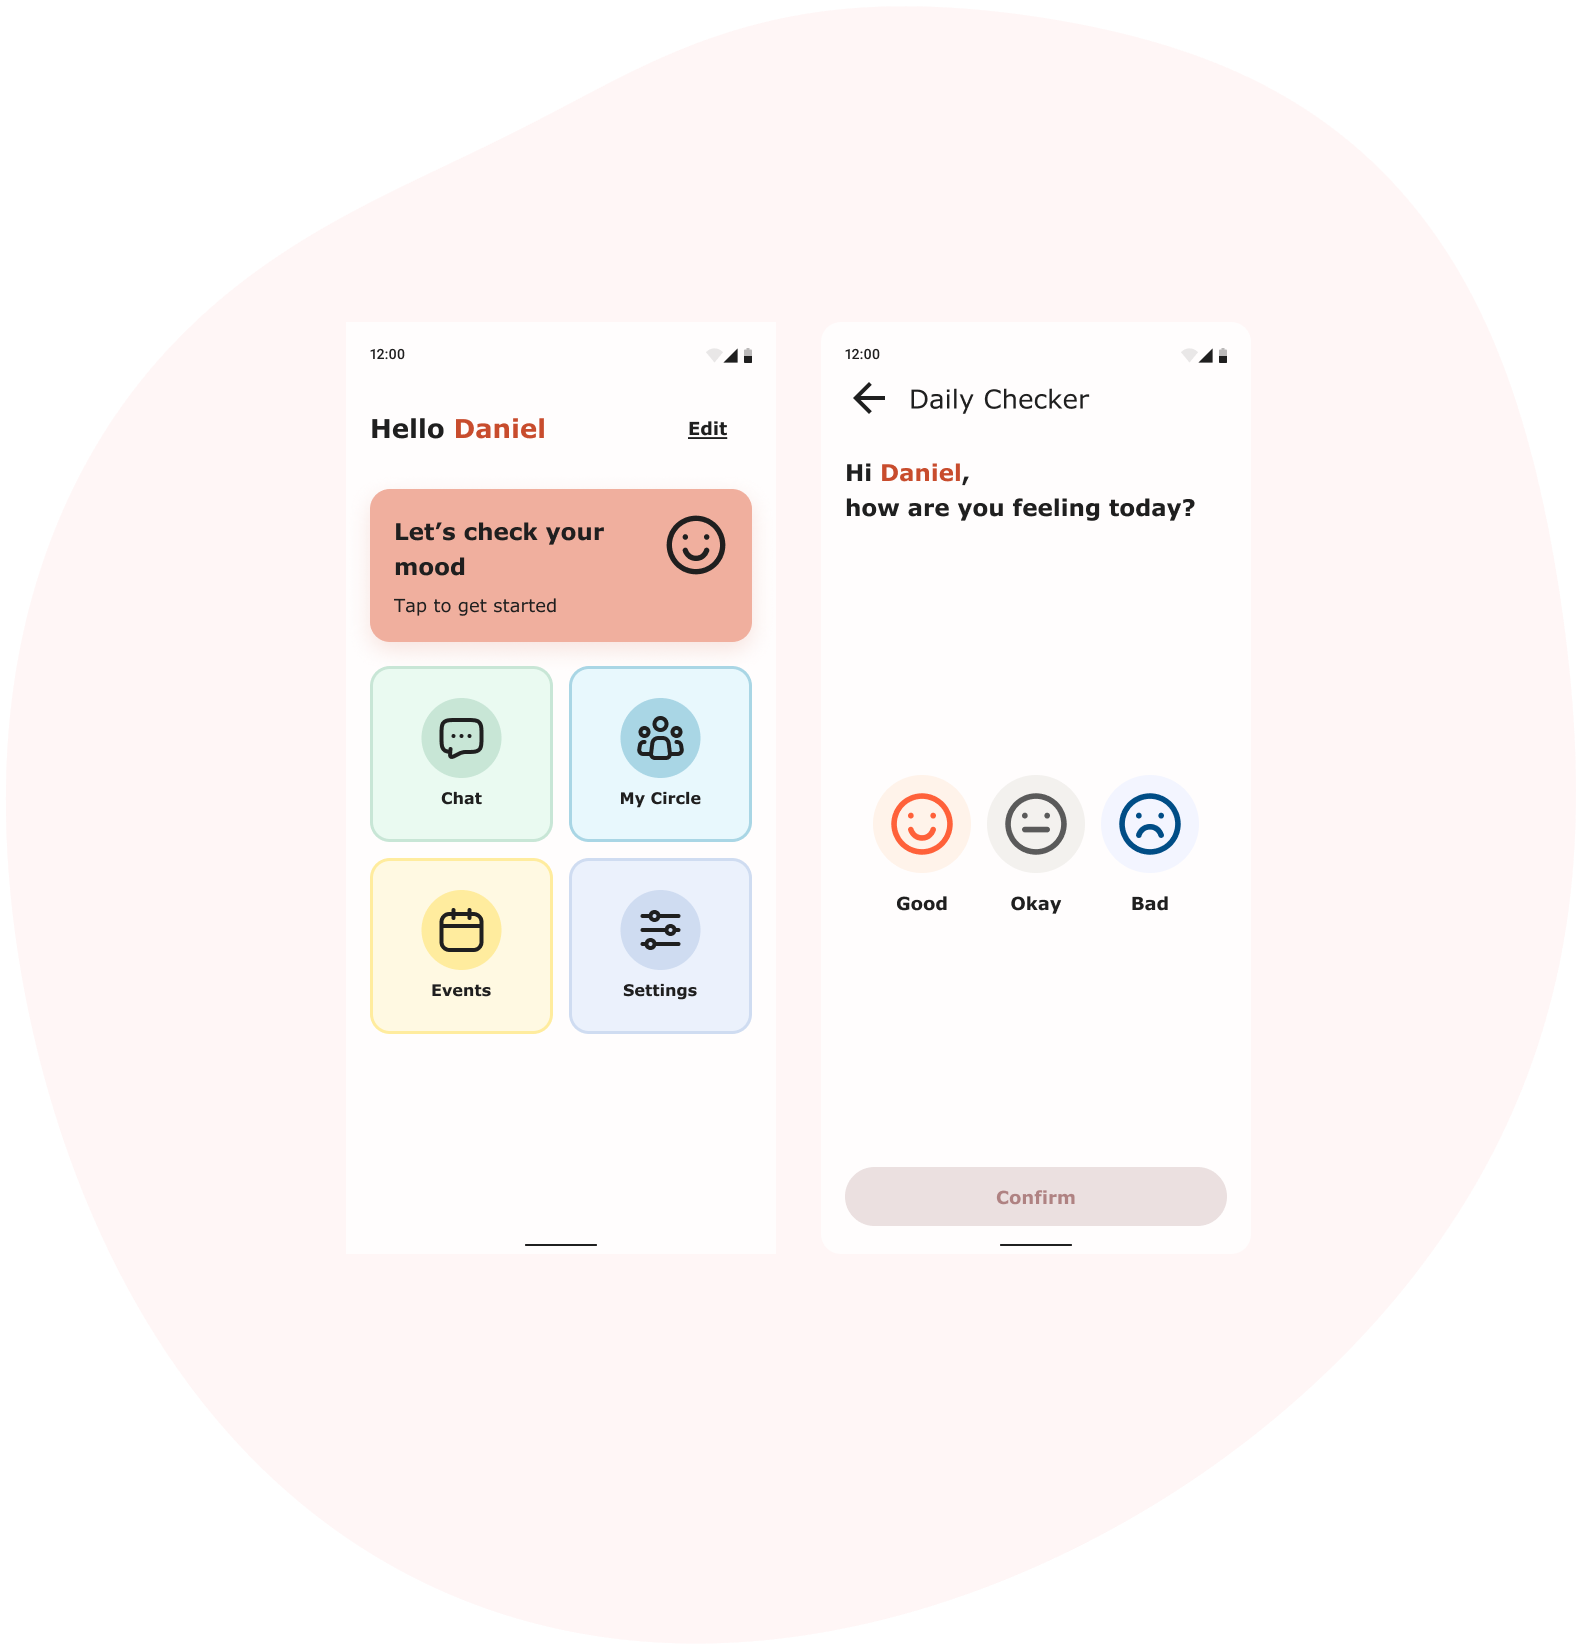 12:00
Hello Daniel
Edit
Let’s check your
mood
Tap to get started
Chat
My Circle
Events
Settings
12:00
Daily Checker
Hi Daniel,
how are you feeling today?
Good
Okay
Bad
Confirm